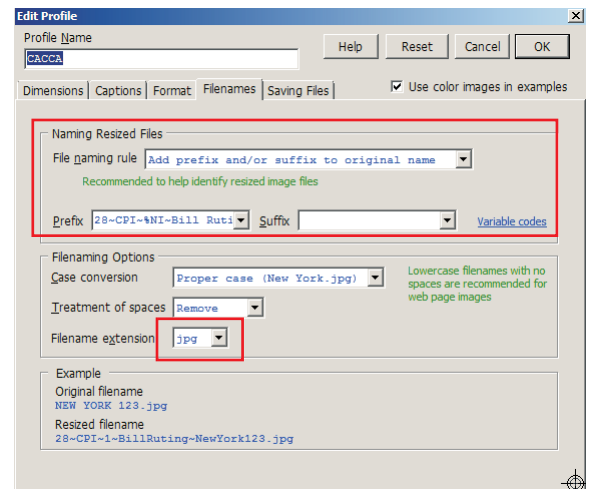 Edit Profile
Profile Name
CACCA
Help Reset Cancel OK
Dimensions Captions Format Filenames Saving Files Use color images in examples
Naming Resized Files
File naming rule Add prefix and/or suffix to original name
Recommended to help identify resized image files
Prefix 28~CPI~%NI~Bill Ruti Suffix Variable codes
Filenaming Options
Case conversion Proper case (New York.jpg)
Lowercase filenames with no
spaces are recommended for
web page images
Treatment of spaces Remove
Filename extension jpg
Example
Original filename
NEW YORK 123.jpg
Resized filename
28~CPI~1~BillRuting~NewYork123.jpg